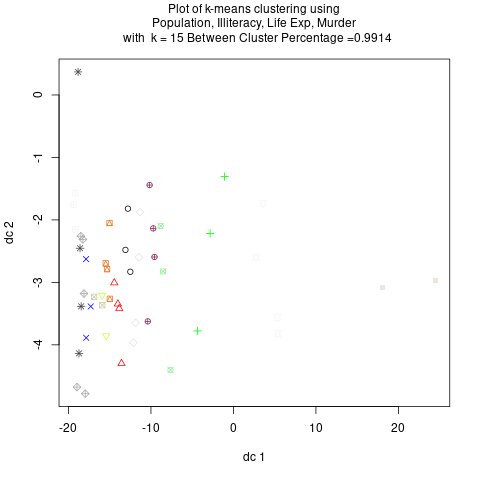 Plot of k-means clustering using
Population, Illiteracy, Life Exp, Murder
with k = 15 Between Cluster Percentage =0.9914
0
-1
-2
-3
-4
dc 2
-20 -10 0 10 20
dc 1